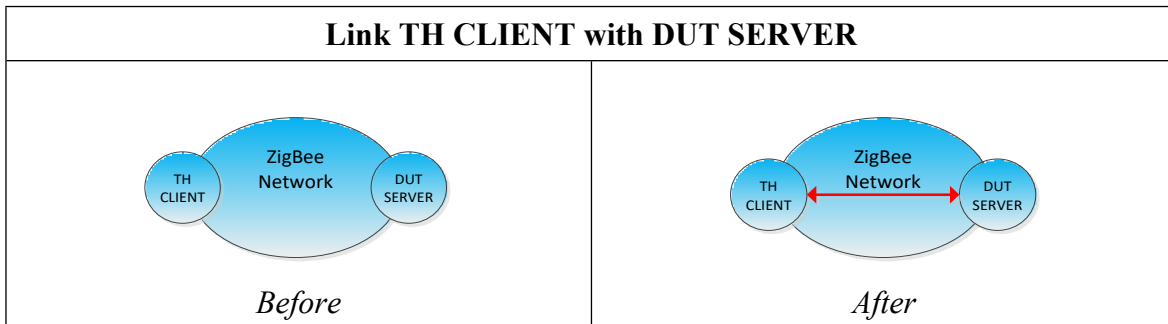 Link TH CLIENT with DUT SERVER
ZigBee
Network
TH
CLIENT
DUT
SERVER
Before
ZigBee
Network
TH
CLIENT
DUT
SERVER
After